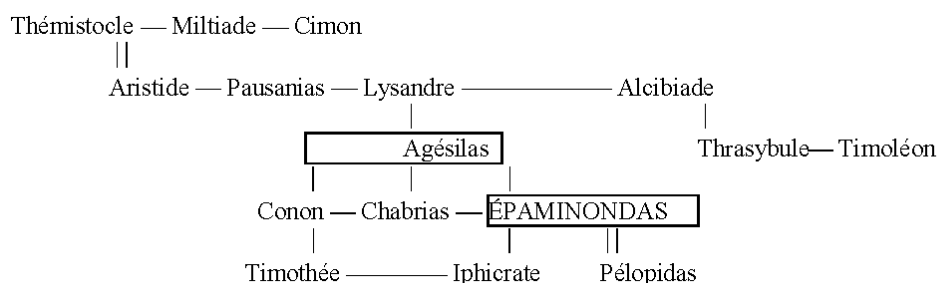 Thémistocle — Miltiade — Cimon
Aristide — Pausanias — Lysandre — Alcibiade
Agésilas Thrasybule — Timoléon
Conon — Chabrias — ÉPAMINONDAS
Timothée — Iphicrate Pélopidas